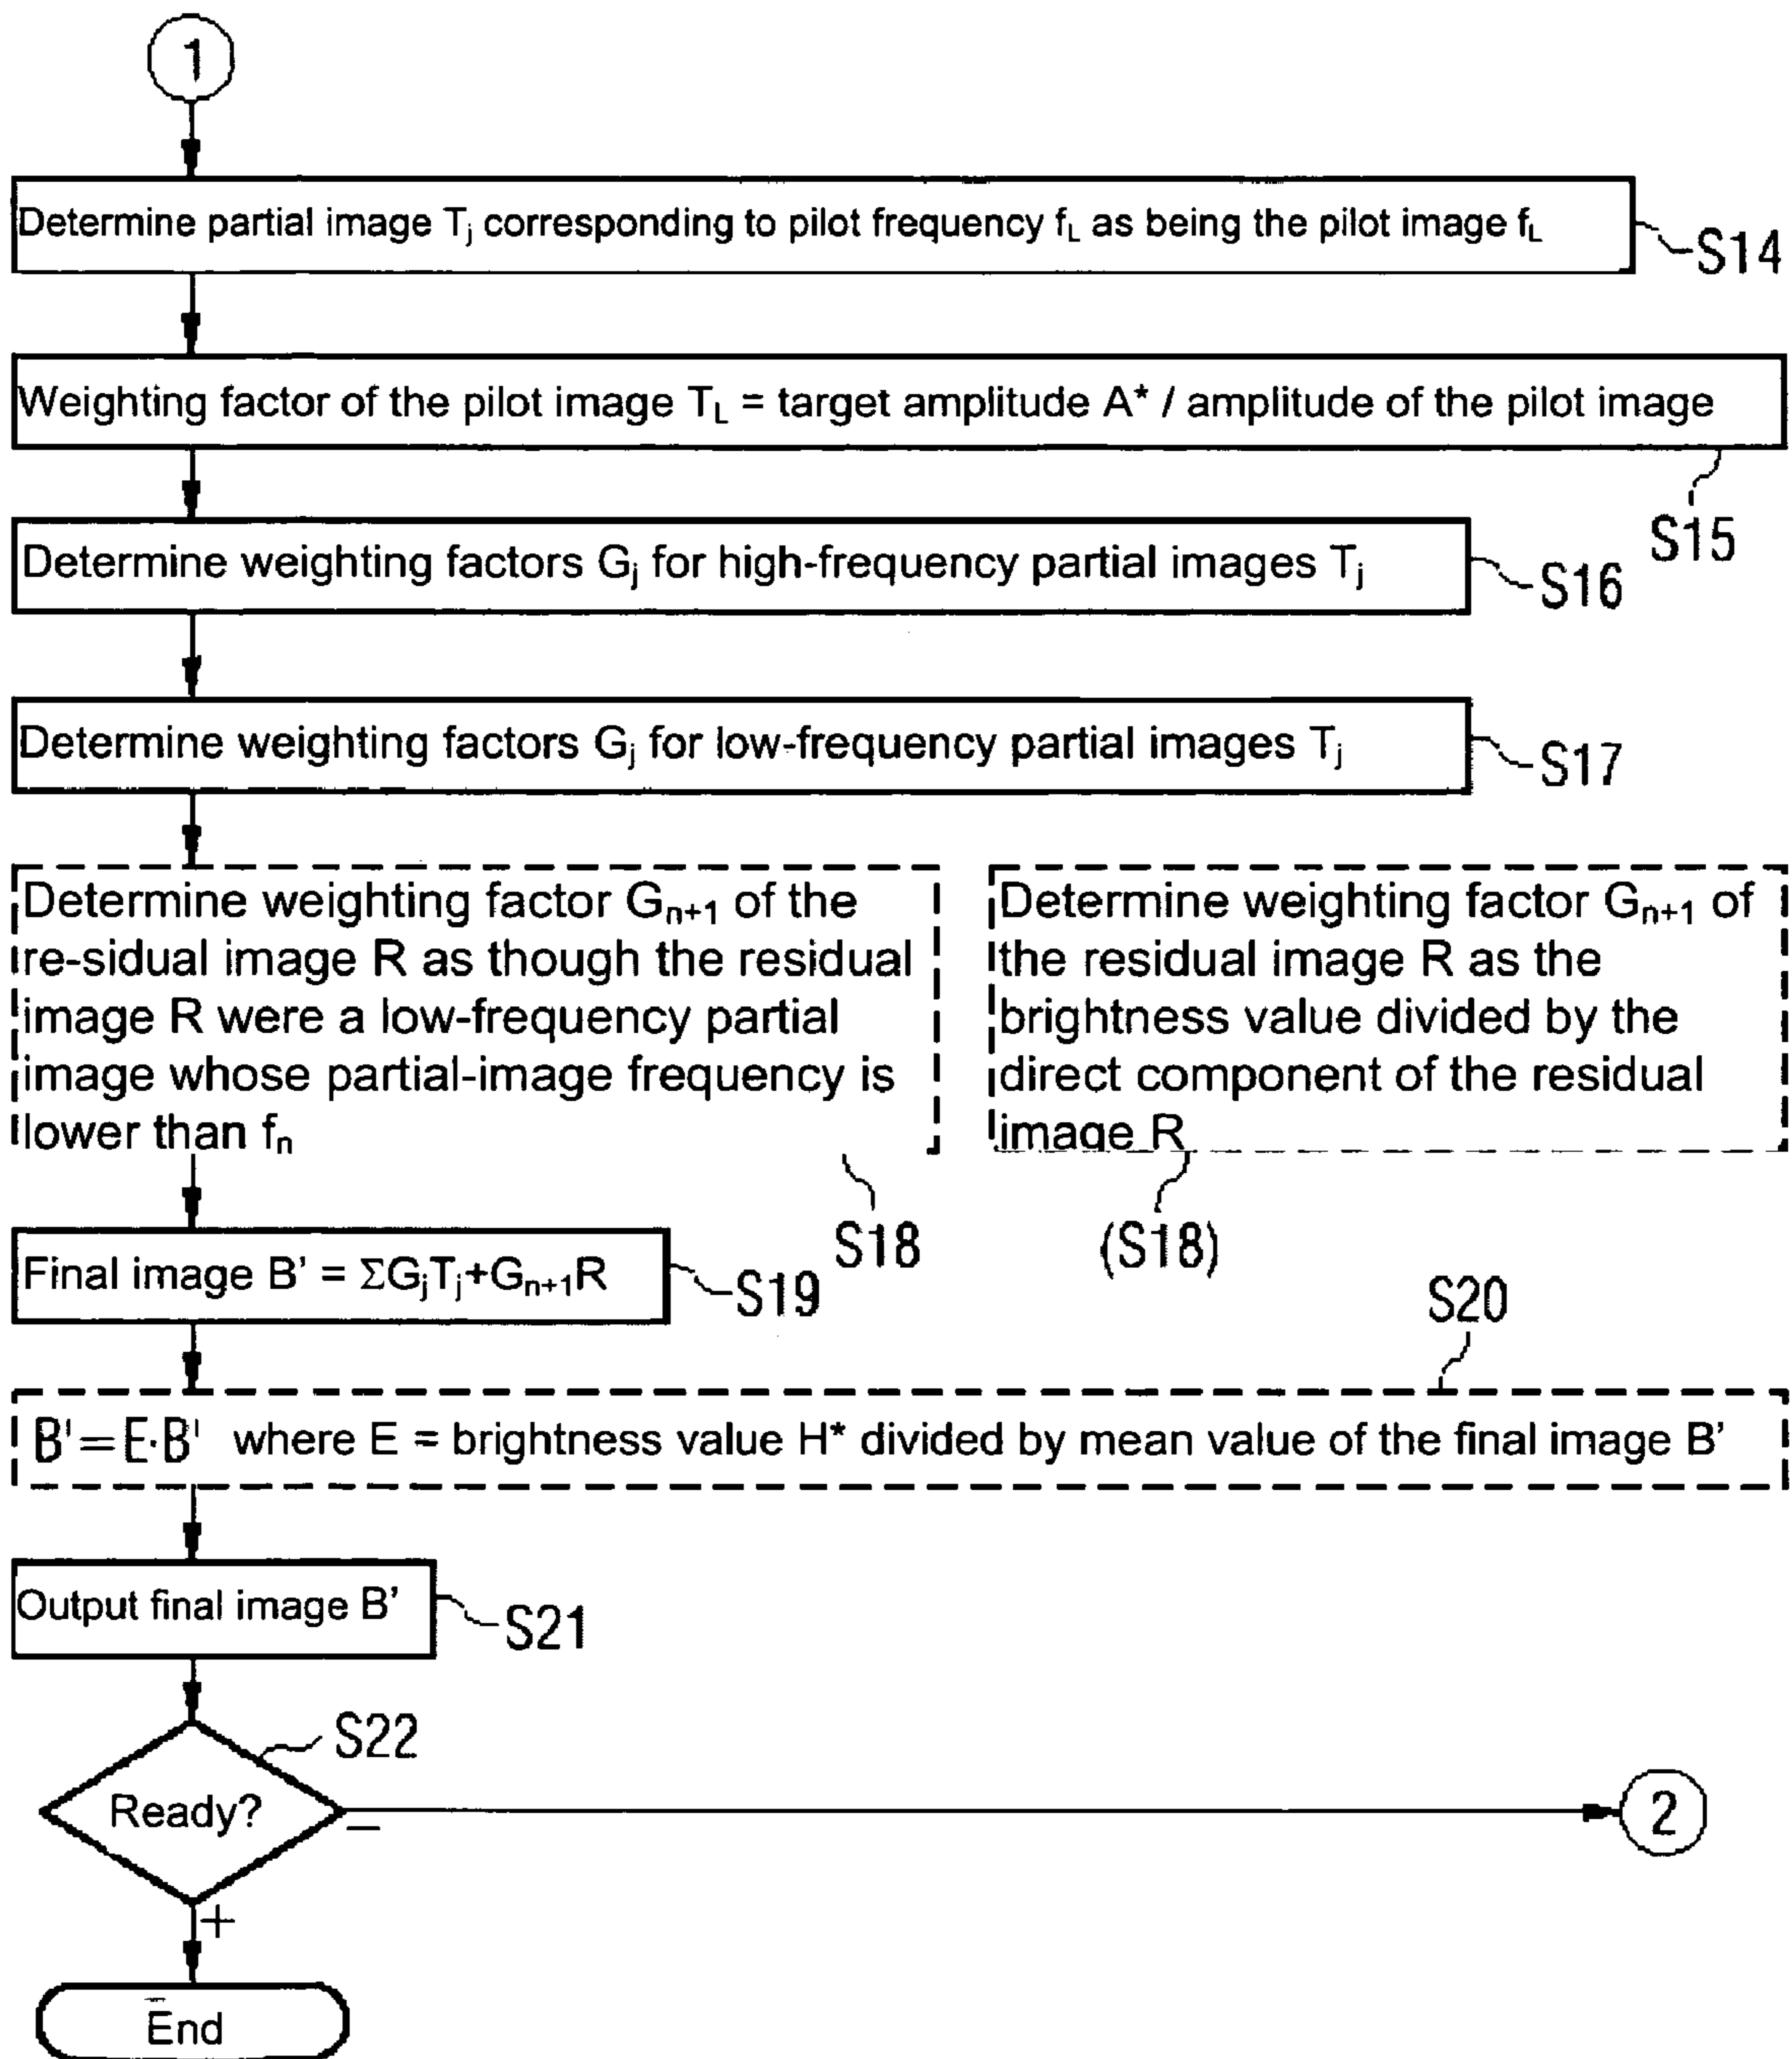 1
Determine partial image Tj corresponding to pilot frequency fL as being the pilot image fL
S14
Weighting factor of the pilot image TL = target amplitude A* / amplitude of the pilot image
S15
Determine weighting factors Gj for high-frequency partial images Tj
S16
Determine weighting factors Gj for low-frequency partial images Tj
S17
Determine weighting factor Gn+1 of the
re-sidual image R as though the residual
image R were a low-frequency partial
image whose partial-image frequency is
lower than fn
S18
Determine weighting factor Gn+1 of
the residual image R as the
brightness value divided by the
direct component of the residual
image R
(S18)
Final image B' = ΣGjTj+Gn+1R
S19
S20
B'=E·B' where E = brightness value H* divided by mean value of the final image B'
Output final image B'
S21
S22
Ready?
−
2
+
End